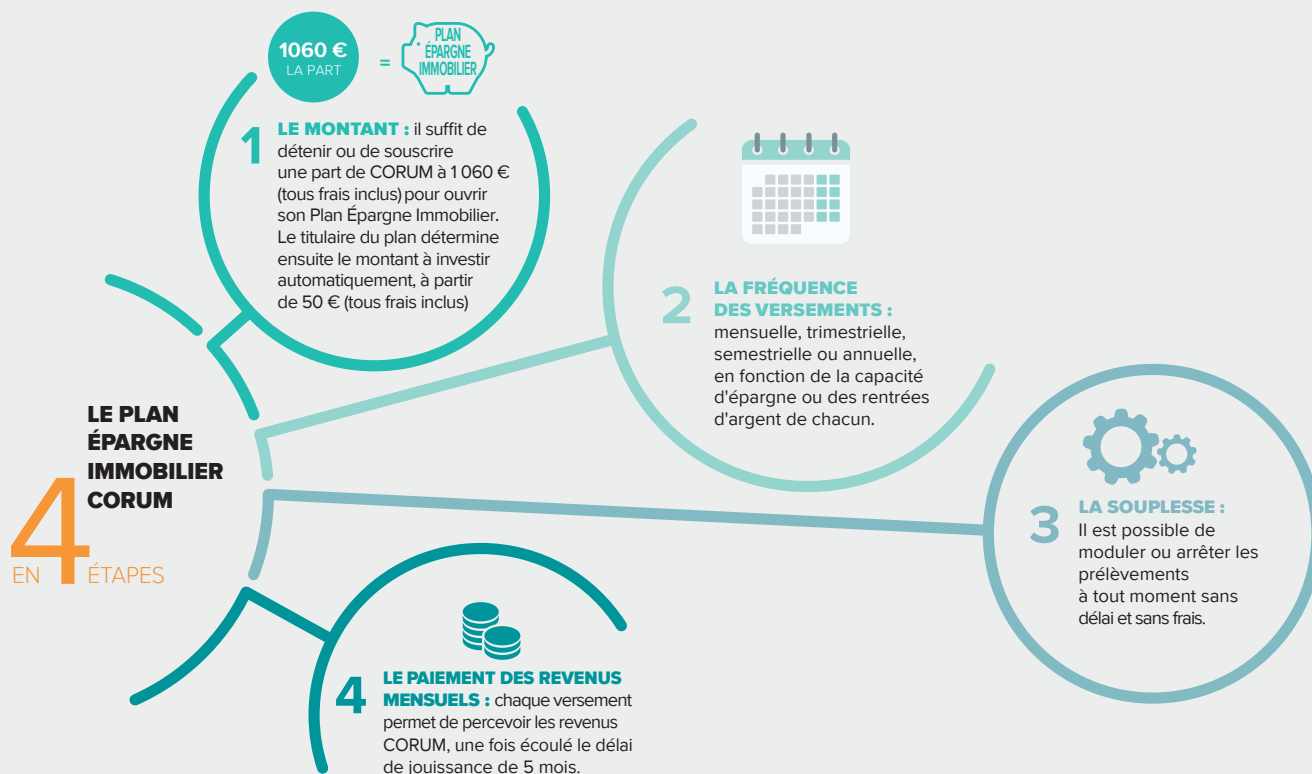 1060 €
LA PART
=
PLAN
ÉPARGNE
IMMOBILIER
1
LE MONTANT : il suffit de
détenir ou de souscrire
une part de CORUM à 1 060 €
(tous frais inclus) pour ouvrir
son Plan Épargne Immobilier.
Le titulaire du plan détermine
ensuite le montant à investir
automatiquement, à partir
de 50 € (tous frais inclus)
2
LA FRÉQUENCE
DES VERSEMENTS :
mensuelle, trimestrielle,
semestrielle ou annuelle,
en fonction de la capacité
d'épargne ou des rentrées
d'argent de chacun.
LE PLAN
ÉPARGNE
IMMOBILIER
CORUM
EN 4 ÉTAPES
3
LA SOUPLESSE :
Il est possible de
moduler ou arrêter les
prélèvements
à tout moment sans
délai et sans frais.
4
LE PAIEMENT DES REVENUS
MENSUELS : chaque versement
permet de percevoir les revenus
CORUM, une fois écoulé le délai
de jouissance de 5 mois.